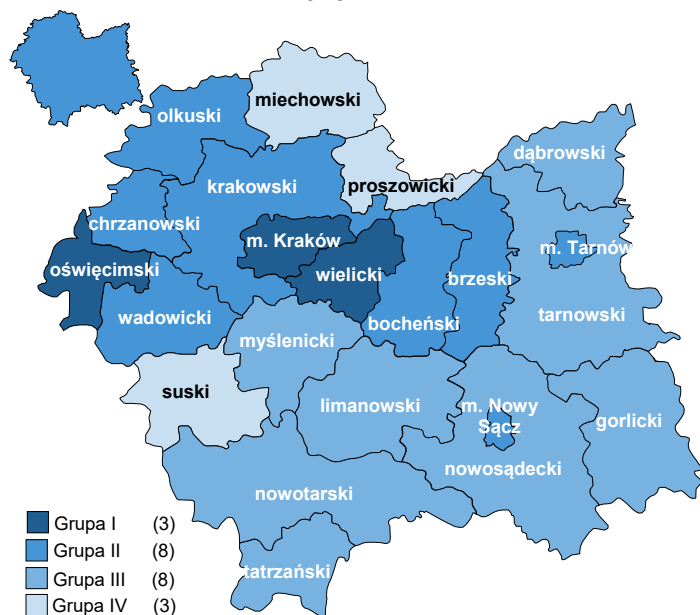 miechowski
olkuski
dąbrowski
krakowski
proszowicki
chrzanowski
m. Kraków
m. Tarnów
oświęcimski
wielicki
brzeski
wadowicki
bocheński
tarnowski
myślenicki
suski
limanowski
m. Nowy
Sącz
gorlicki
nowosądecki
nowotarski
tatrzański
Grupa I (3)
Grupa II (8)
Grupa III (8)
Grupa IV (3)